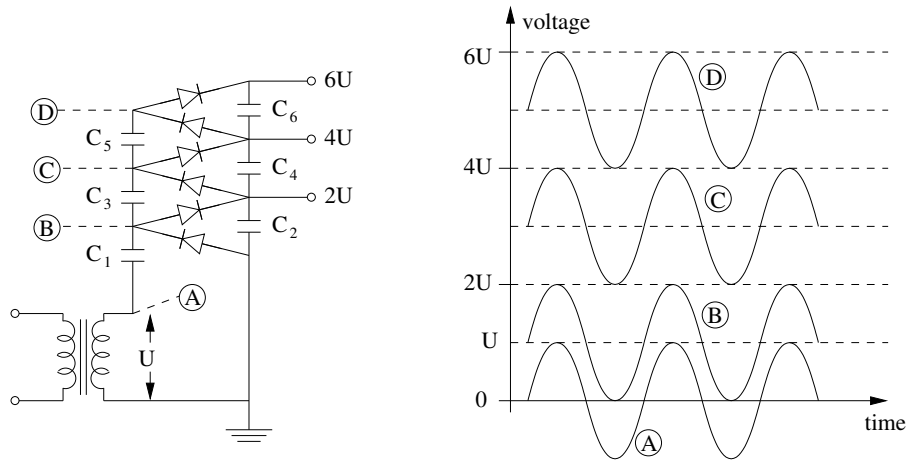 6U
D
C₆
C₅
4U
C
C₄
C₃
2U
B
C₂
C₁
A
U
voltage
6U
D
4U
C
2U
B
U
0
time
A